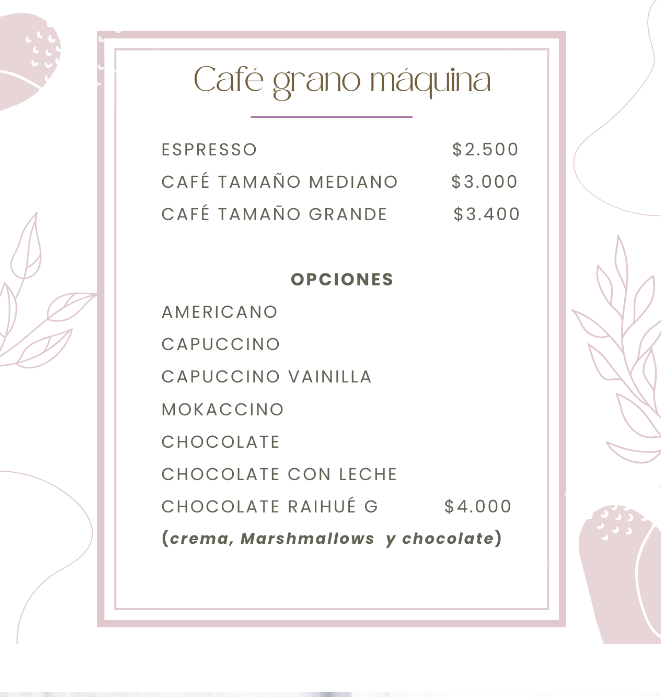 Café grano máquina
ESPRESSO $2.500
CAFÉ TAMAÑO MEDIANO $3.000
CAFÉ TAMAÑO GRANDE $3.400
OPCIONES
AMERICANO
CAPUCCINO
CAPUCCINO VAINILLA
MOKACCINO
CHOCOLATE
CHOCOLATE CON LECHE
CHOCOLATE RAIHUÉ G $4.000
(crema, Marshmallows y chocolate)